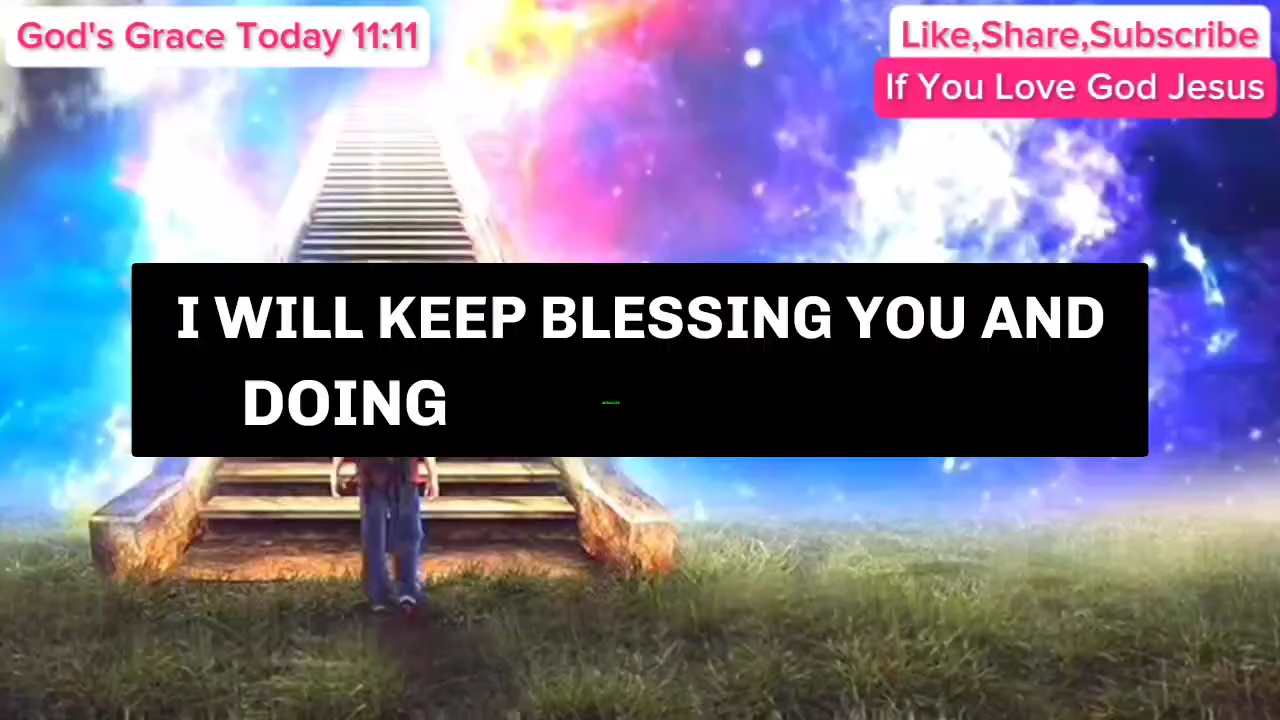 God's Grace Today 11:11
Like,Share,Subscribe
If You Love God Jesus
I WILL KEEP BLESSING YOU AND
DOING